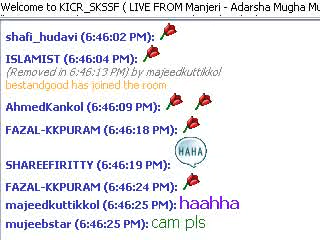 Welcome to KICR_SKSSF ( LIVE FROM Manjeri - Adarsha Mugha Mu
shafi_hudavi (6:46:02 PM):
ISLAMIST (6:46:04 PM):
(Removed in 6:46:13 PM) by majeedkuttikkol
bestandgood has joined the room
AhmedKankol (6:46:09 PM):
FAZAL-KKPURAM (6:46:18 PM):
HAHA
SHAREEFIRITTY (6:46:19 PM):
FAZAL-KKPURAM (6:46:24 PM):
majeedkuttikkol (6:46:25 PM): haahha
mujeebstar (6:46:25 PM): cam pls